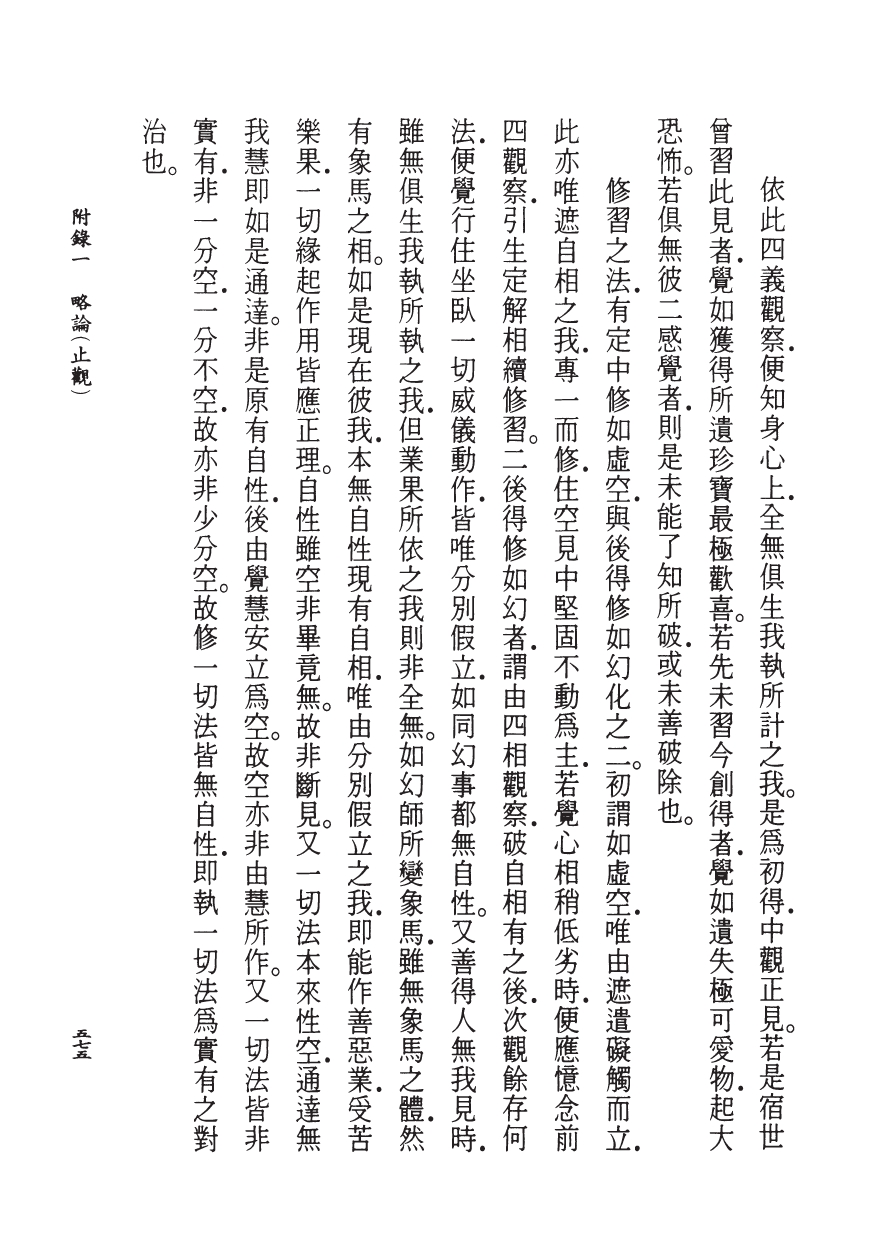 依此四義觀察．便知身心上．全無俱生我執所計之我。是爲初得．中觀正見。若是宿世
曾習此見者．覺如獲得所遺珍寶最極歡喜。若先未習今創得者．覺如遺失極可愛物．起大
恐怖。若俱無彼二感覺者．則是未能了知所破．或未善破除也。
修習之法．有定中修如虛空．與後得修如幻化之二。初謂如虛空．唯由遮遣礙觸而立．
此亦唯遮自相之我．專一而修．住空見中堅固不動爲主．若覺心相稍低劣時．便應憶念前
四觀察．引生定解相續修習。二後得修如幻者．謂由四相觀察．破自相有之後．次觀餘存何
法．便覺行住坐臥一切威儀動作．皆唯分別假立．如同幻事都無自性。又善得人無我見時．
雖無俱生我執所執之我．但業果所依之我則非全無。如幻師所變象馬．雖無象馬之體．然
有象馬之相。如是現在彼我．本無自性現有自相．唯由分別假立之我．即能作善惡業．受苦
樂果．一切緣起作用皆應正理。自性雖空非畢竟無。故非斷見。又一切法本來性空．通達無
我慧即如是通達。非是原有自性．後由覺慧安立爲空。故空亦非由慧所作。又一切法皆非
實有．非一分空．一分不空．故亦非少分空。故修一切法皆無自性．即執一切法爲實有之對
治也。
附錄一　略論(止觀)
五七五